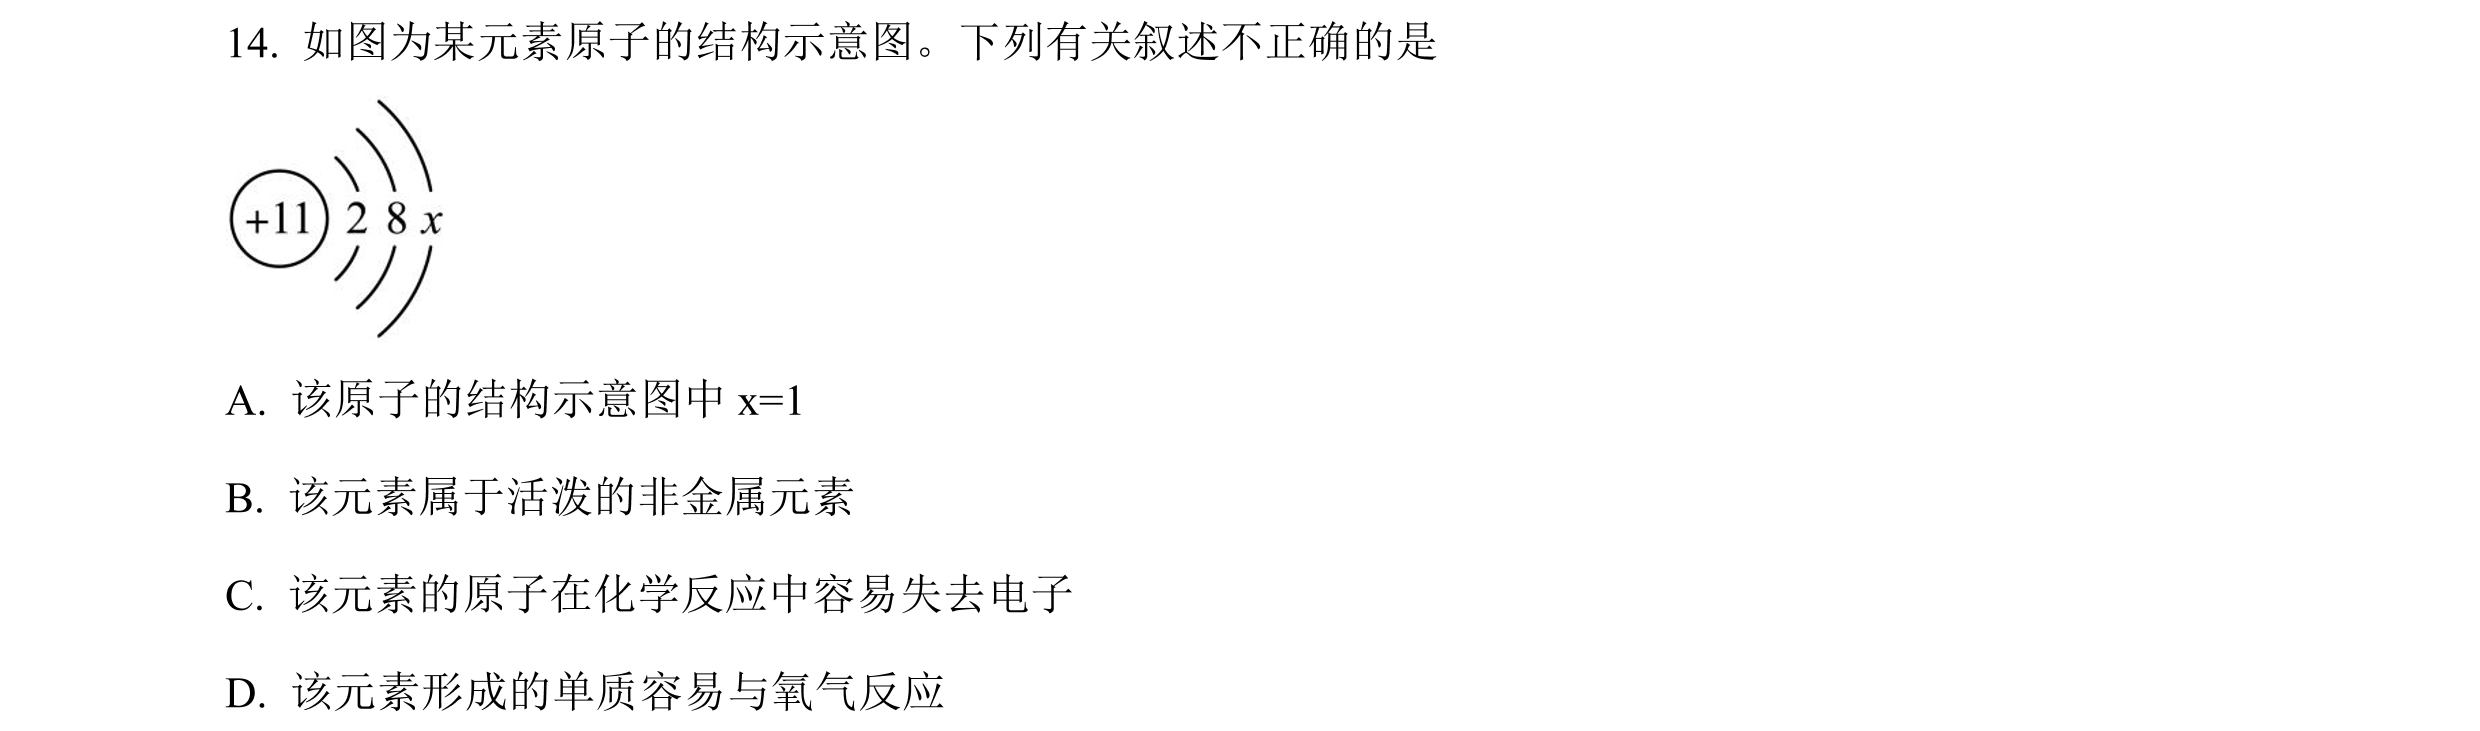 14. 如图为某元素原子的结构示意图。下列有关叙述不正确的是
+11 2 8 x
A. 该原子的结构示意图中 x=1
B. 该元素属于活泼的非金属元素
C. 该元素的原子在化学反应中容易失去电子
D. 该元素形成的单质容易与氧气反应